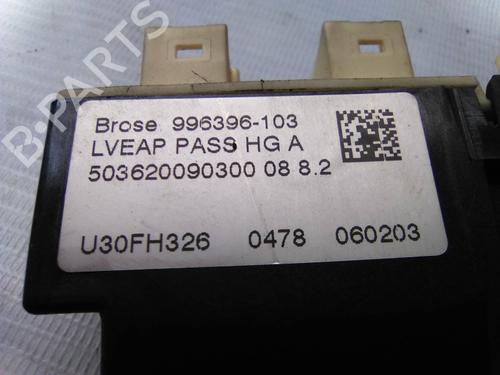 B-PARTS
Brose 996396-103
LVEAP PASS HG A
503620090300 08 8.2
U30FH326 0478 060203